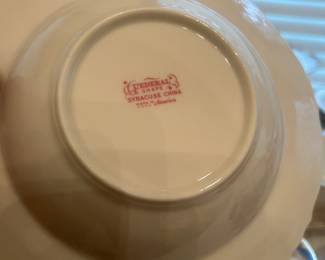 FEDERAL
SHAPE
SYRACUSE CHINA
MADE IN America